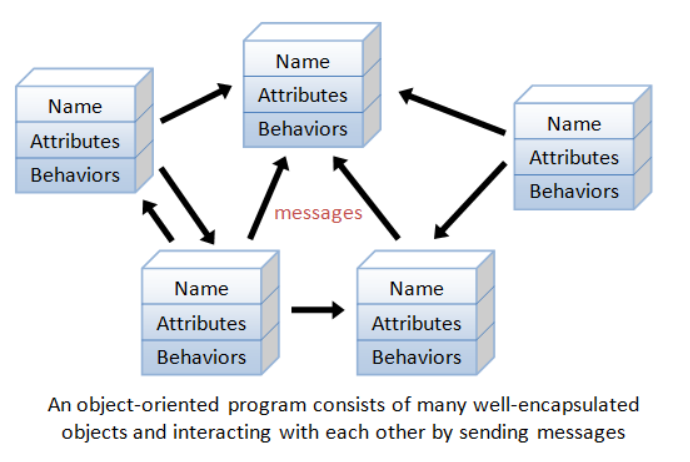 Name
Attributes
Behaviors
Name
Attributes
Behaviors
Name
Attributes
Behaviors
messages
Name
Attributes
Behaviors
Name
Attributes
Behaviors
An object-oriented program consists of many well-encapsulated
objects and interacting with each other by sending messages